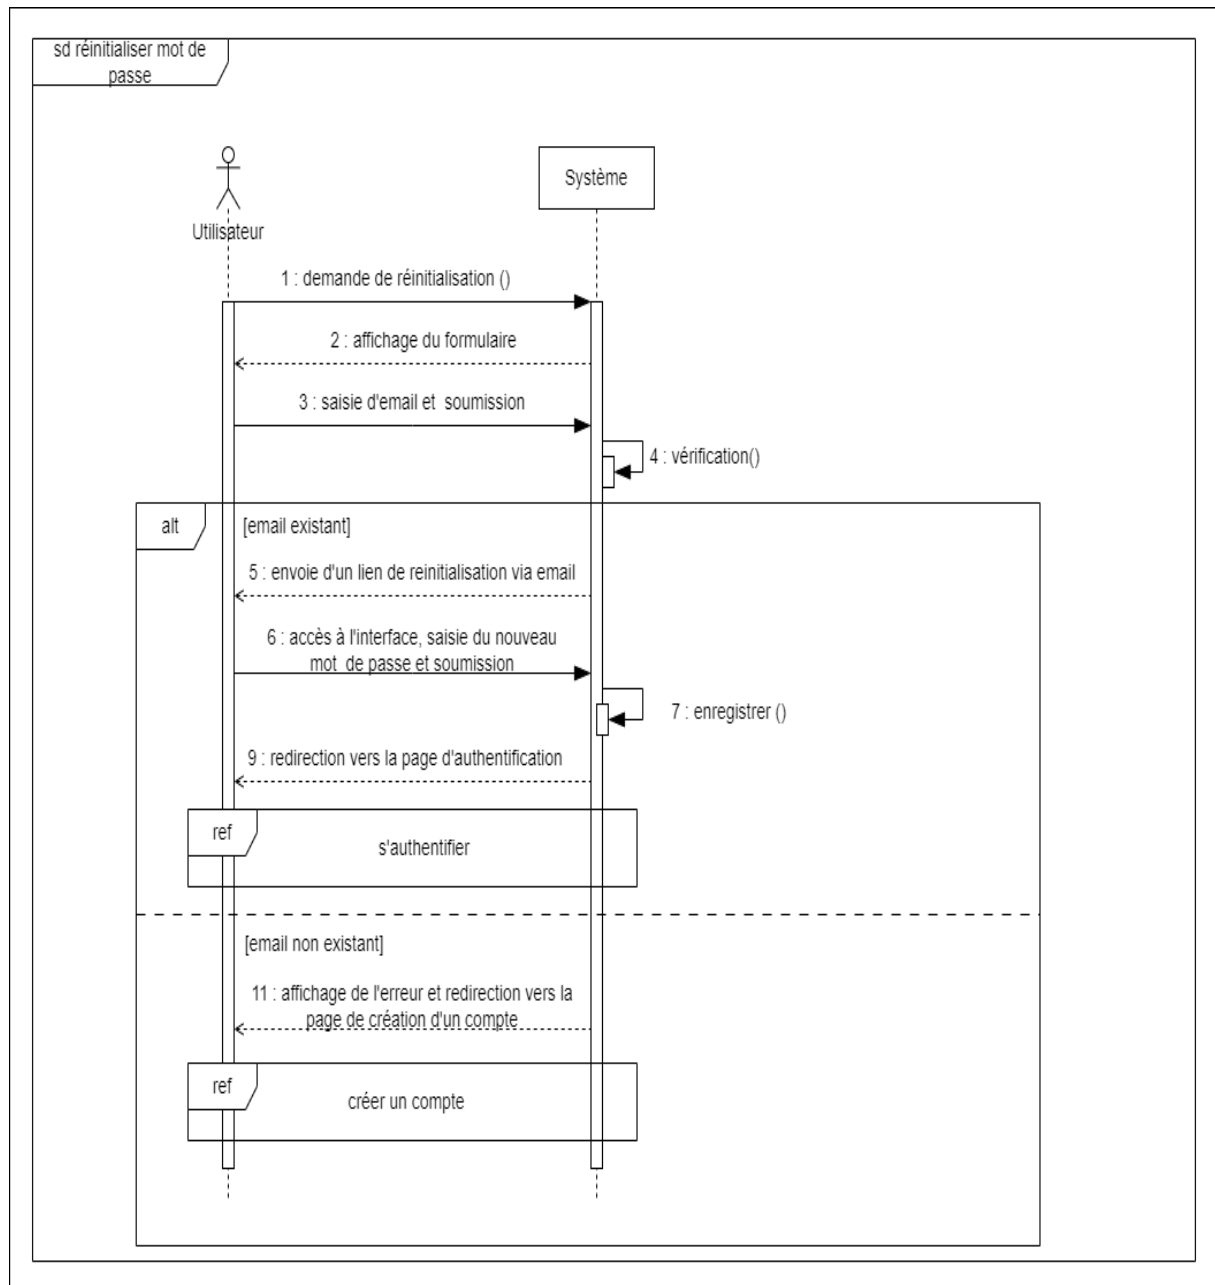 sd réinitialiser mot de
passe
Système
Utilisateur
1 : demande de réinitialisation ()
2 : affichage du formulaire
3 : saisie d'email et soumission
4 : vérification()
alt
[email existant]
5 : envoie d'un lien de reinitialisation via email
6 : accès à l'interface, saisie du nouveau
mot de passe et soumission
7 : enregistrer ()
9 : redirection vers la page d'authentification
ref
s'authentifier
[email non existant]
11 : affichage de l'erreur et redirection vers la
page de création d'un compte
ref
créer un compte